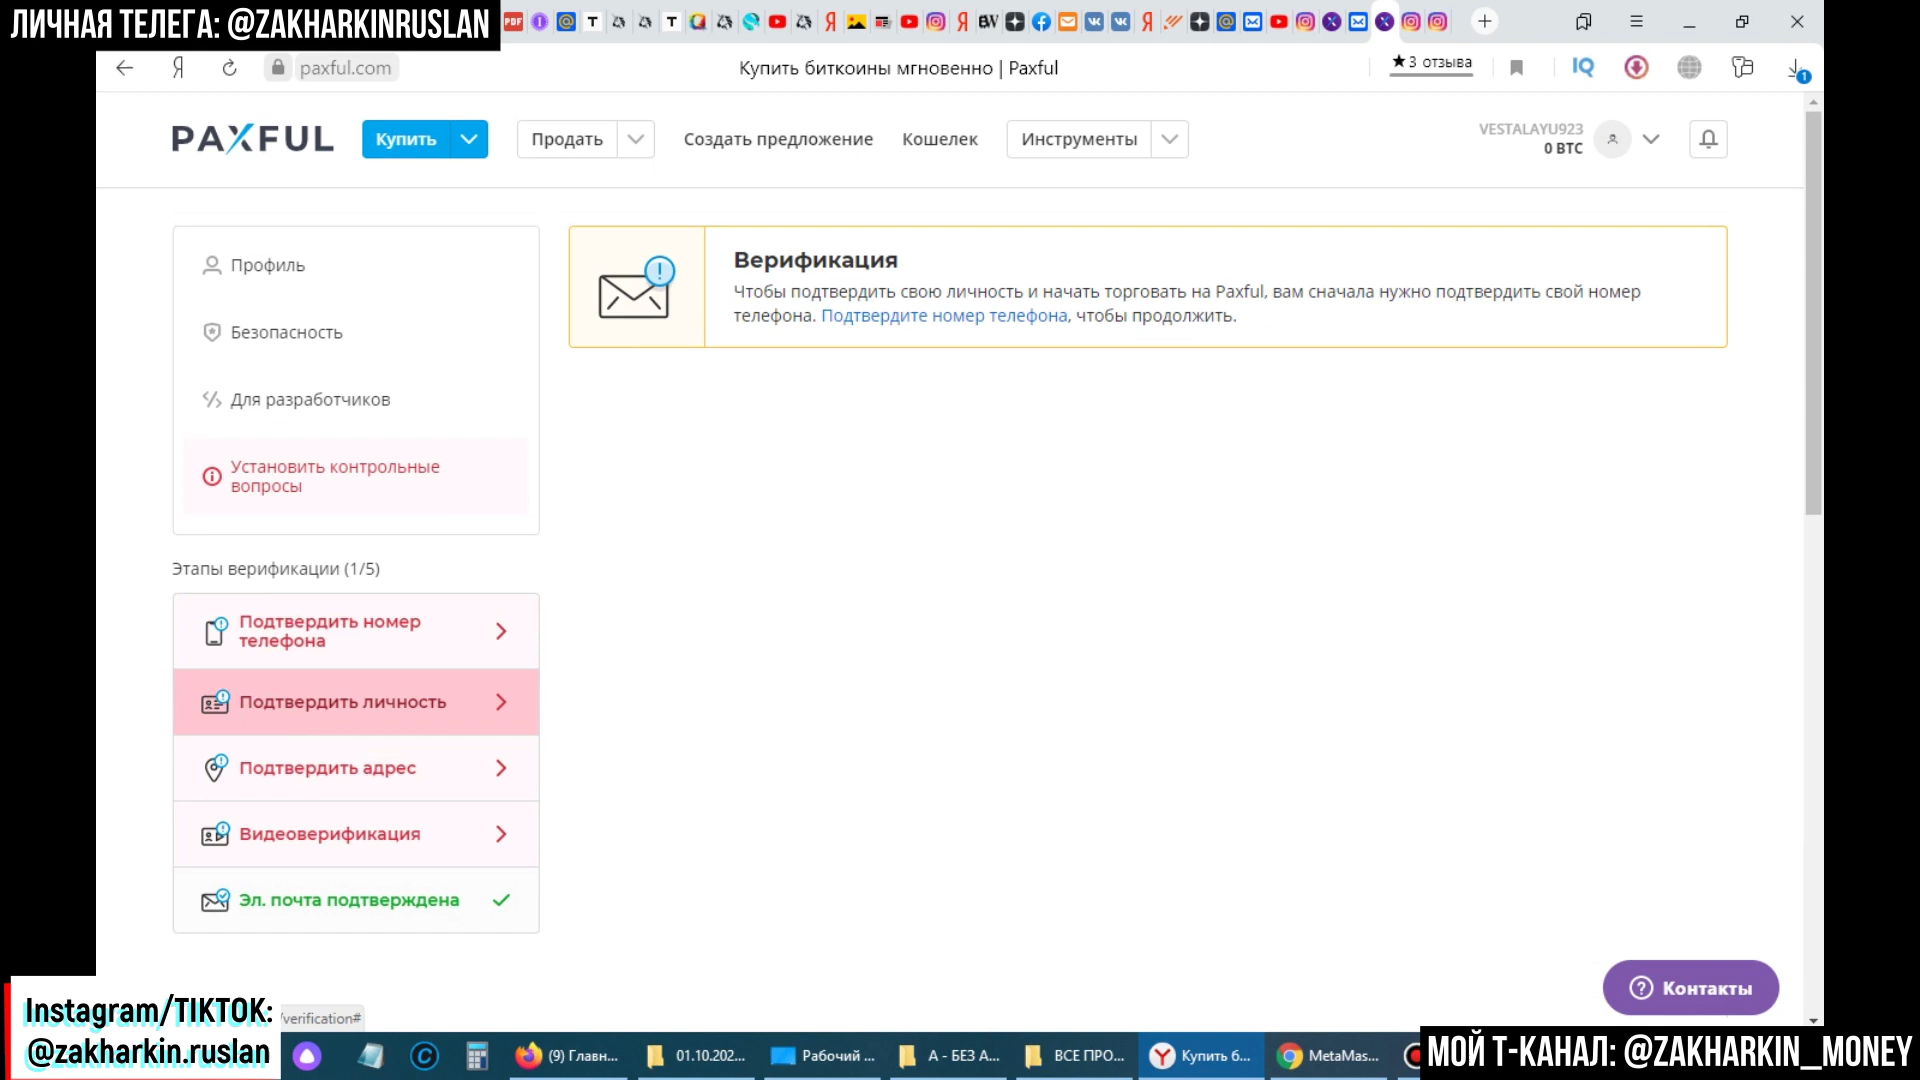 ЛИЧНАЯ ТЕЛЕГА: @ZAKHARKINRUSLAN
paxful.com
Купить биткоины мгновенно | Paxful
★3 отзыва
PAXFUL
Купить
Продать
Создать предложение
Кошелек
Инструменты
VESTALAYU923
0 BTC
Профиль
Безопасность
Для разработчиков
Установить контрольные
вопросы
Верификация
Чтобы подтвердить свою личность и начать торговать на Paxful, вам сначала нужно подтвердить свой номер
телефона. Подтвердите номер телефона, чтобы продолжить.
Этапы верификации (1/5)
Подтвердить номер
телефона
Подтвердить личность
Подтвердить адрес
Видеоверификация
Эл. почта подтверждена
Контакты
Instagram/TIKTOK:
@zakharkin.ruslan
/verification#
(9) Главн...
01.10.202...
Рабочий ...
А - БЕЗ А...
ВСЕ ПРО...
Купить б...
MetaMas...
МОЙ Т-КАНАЛ: @ZAKHARKIN_MONEY